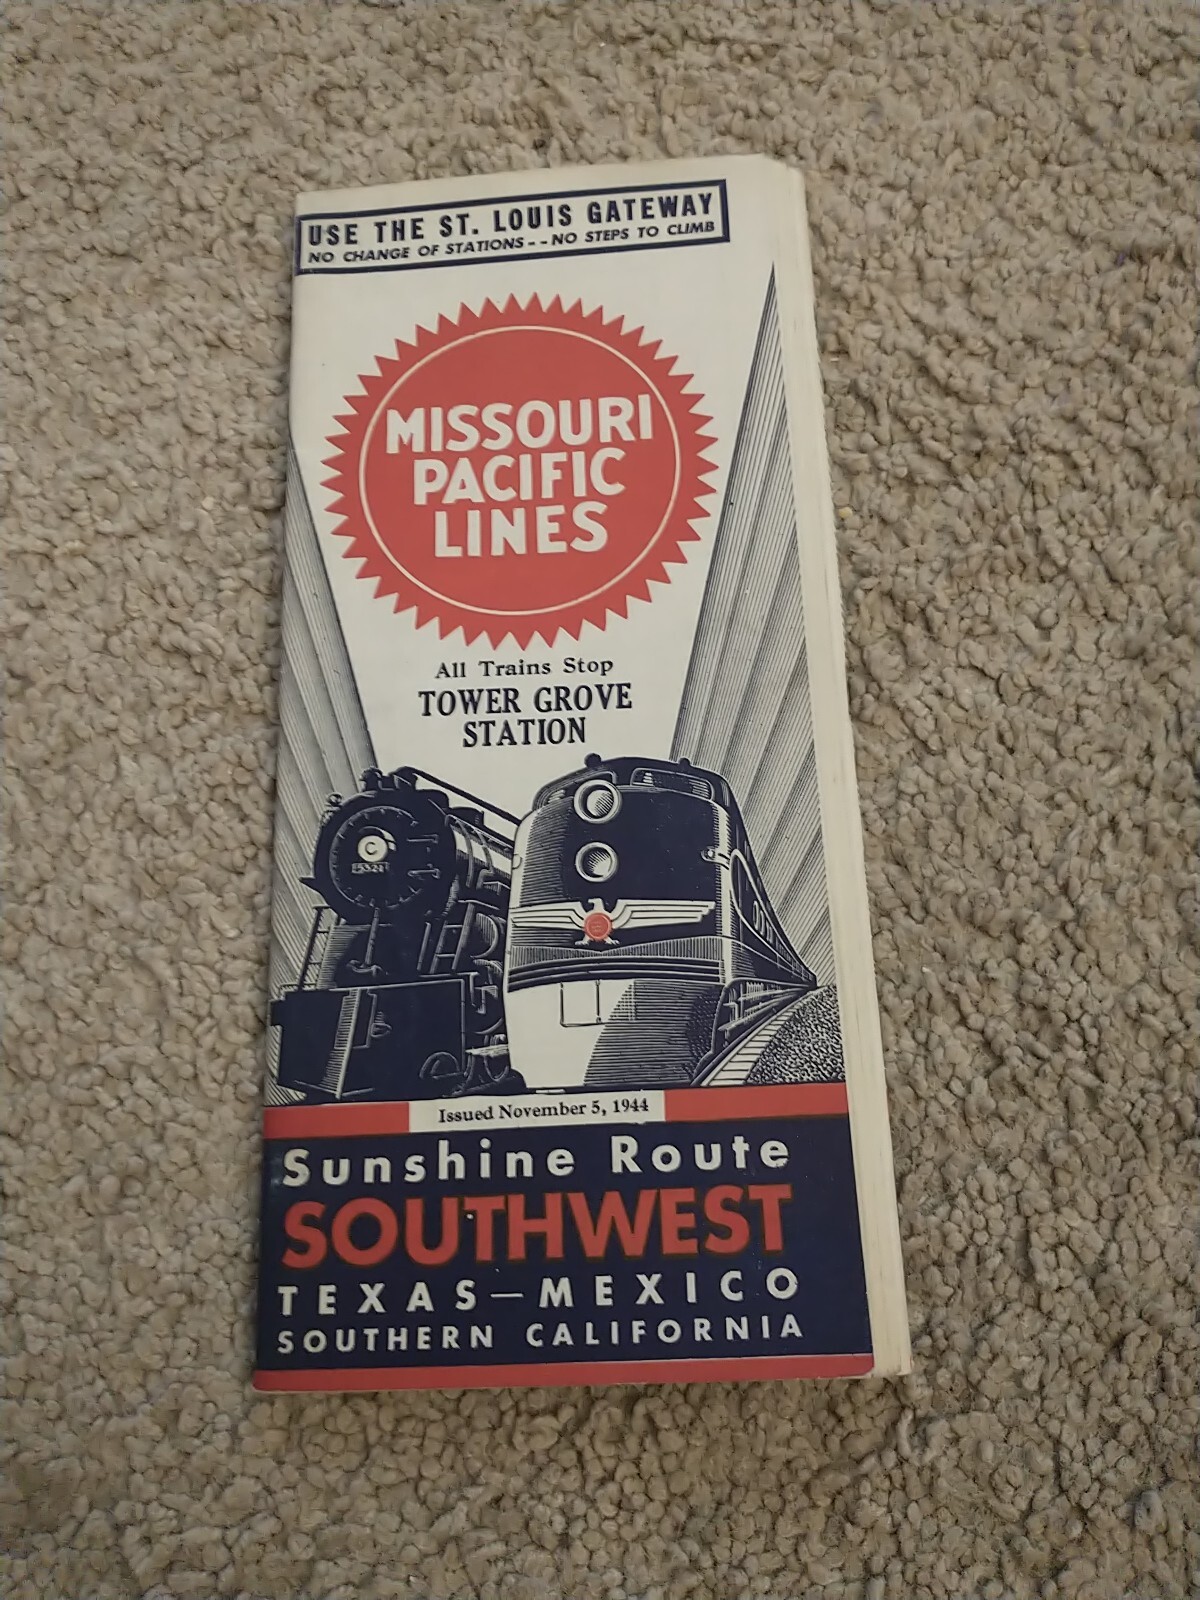 USE THE ST. LOUIS GATEWAY
NO CHANGE OF STATIONS - - NO STEPS TO CLIMB
MISSOURI
PACIFIC
LINES
All Trains Stop
TOWER GROVE
STATION
C
5321
Issued November 5, 1944
Sunshine Route
SOUTHWEST
TEXAS—MEXICO
SOUTHERN CALIFORNIA